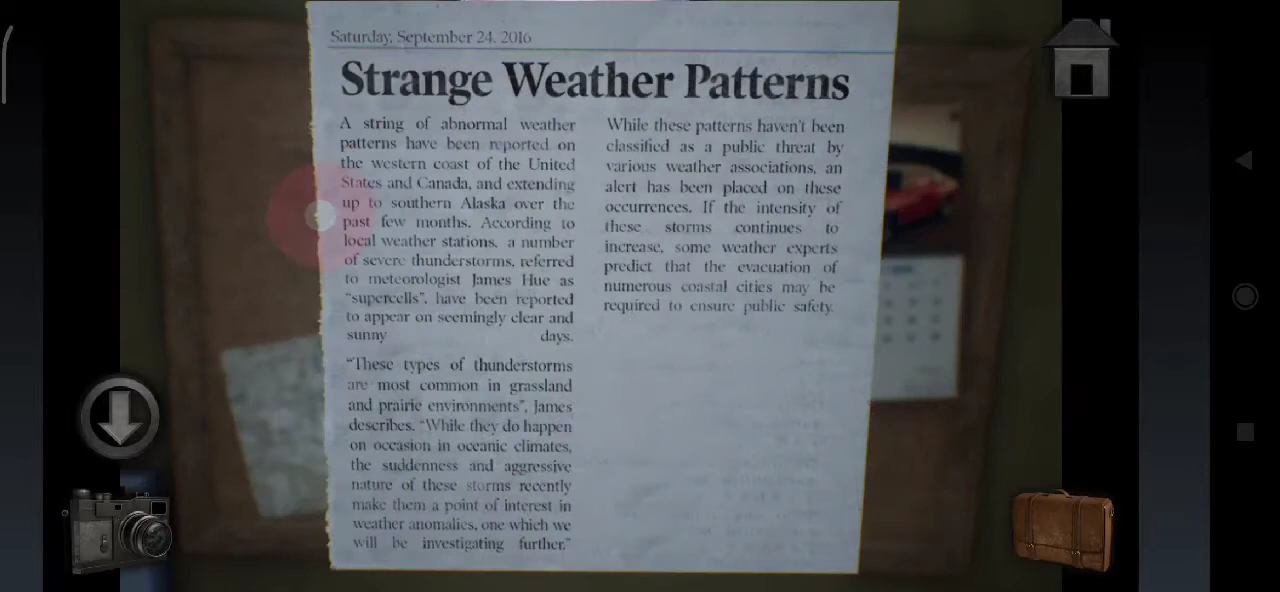 Saturday, September 24, 2016
Strange Weather Patterns
A string of abnormal weather
patterns have been reported on
the western coast of the United
States and Canada, and extending
up to southern Alaska over the
past few months. According to
local weather stations, a number
of severe thunderstorms, referred
to meteorologist James Hue as
"supercells", have been reported
to appear on seemingly clear and
sunny days.
"These types of thunderstorms
are most common in grassland
and prairie environments", James
describes. "While they do happen
on occasion in oceanic climates,
the suddenness and aggressive
nature of these storms recently
make them a point of interest in
weather anomalies, one which we
will be investigating further."
While these patterns haven't been
classified as a public threat by
various weather associations, an
alert has been placed on these
occurrences. If the intensity of
these storms continues to
increase, some weather experts
predict that the evacuation of
numerous coastal cities may be
required to ensure public safety.